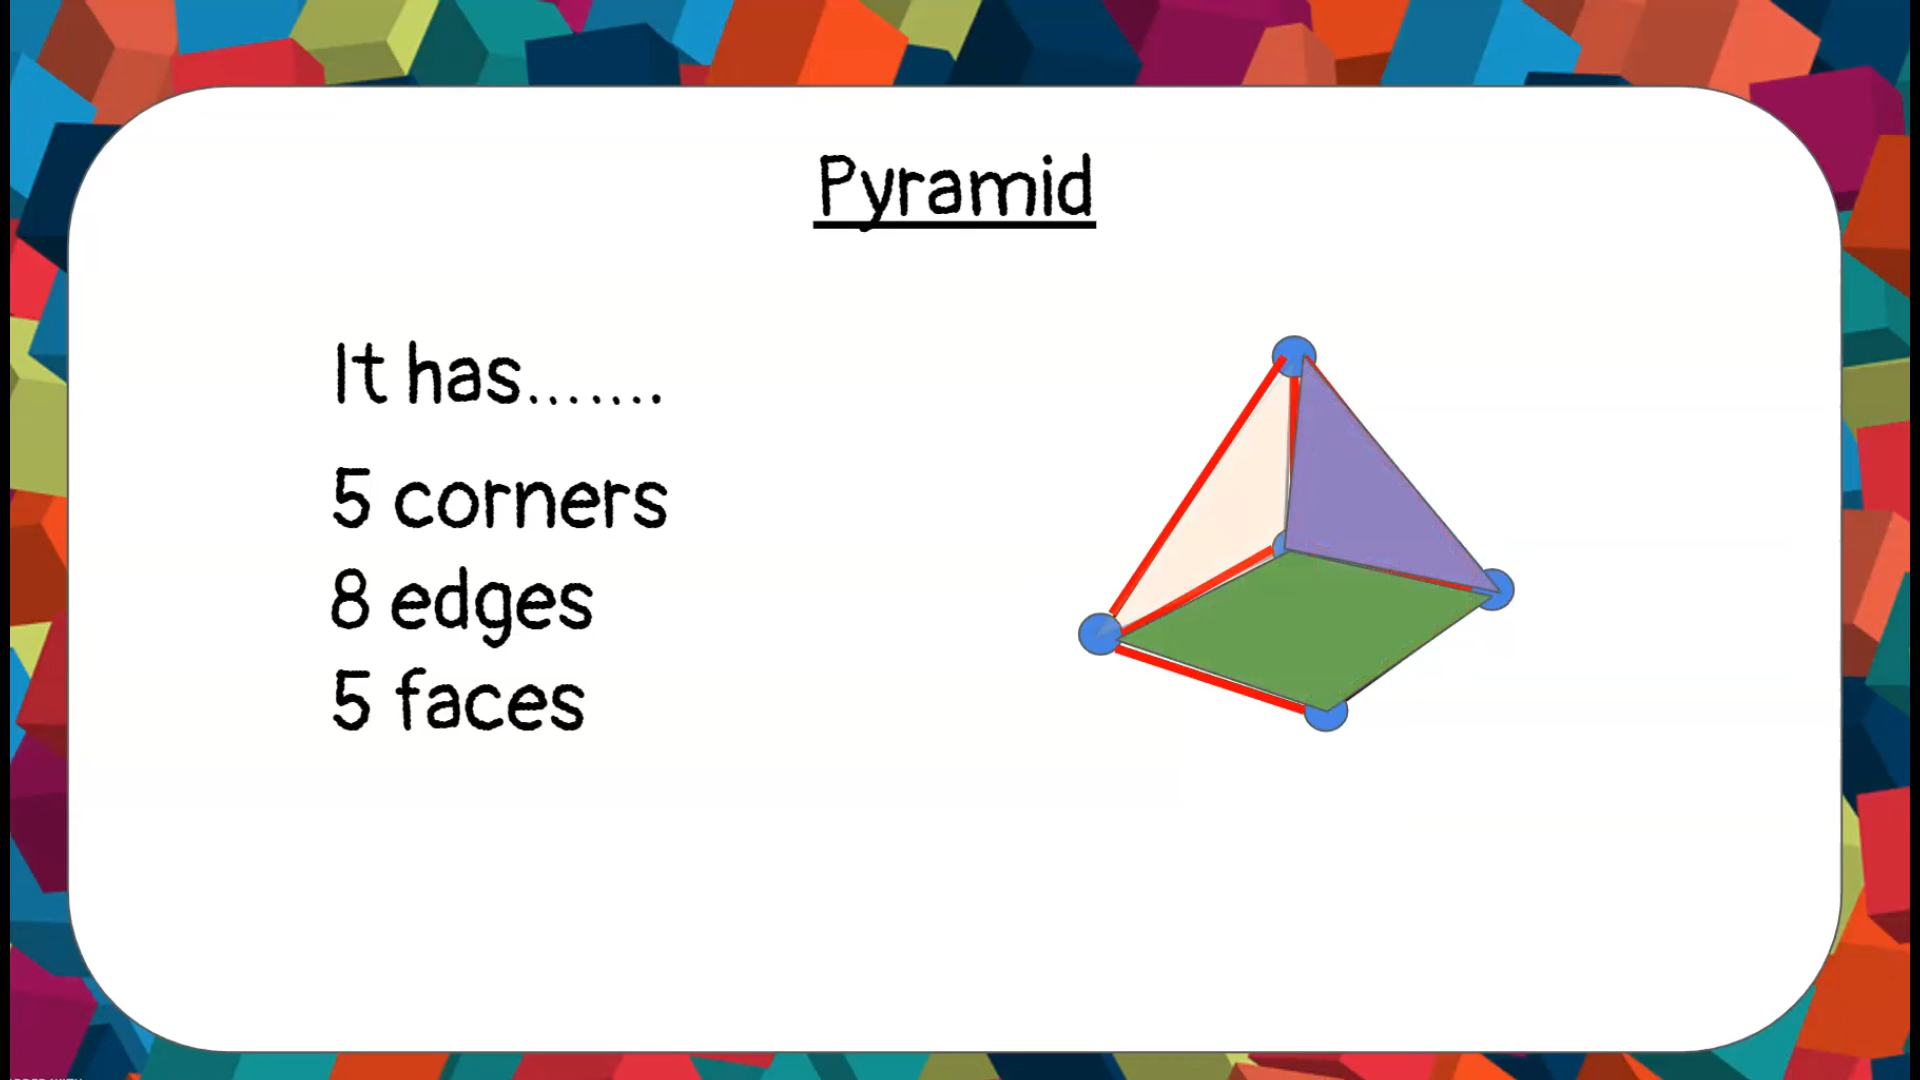 Pyramid
It has.......
5 corners
8 edges
5 faces